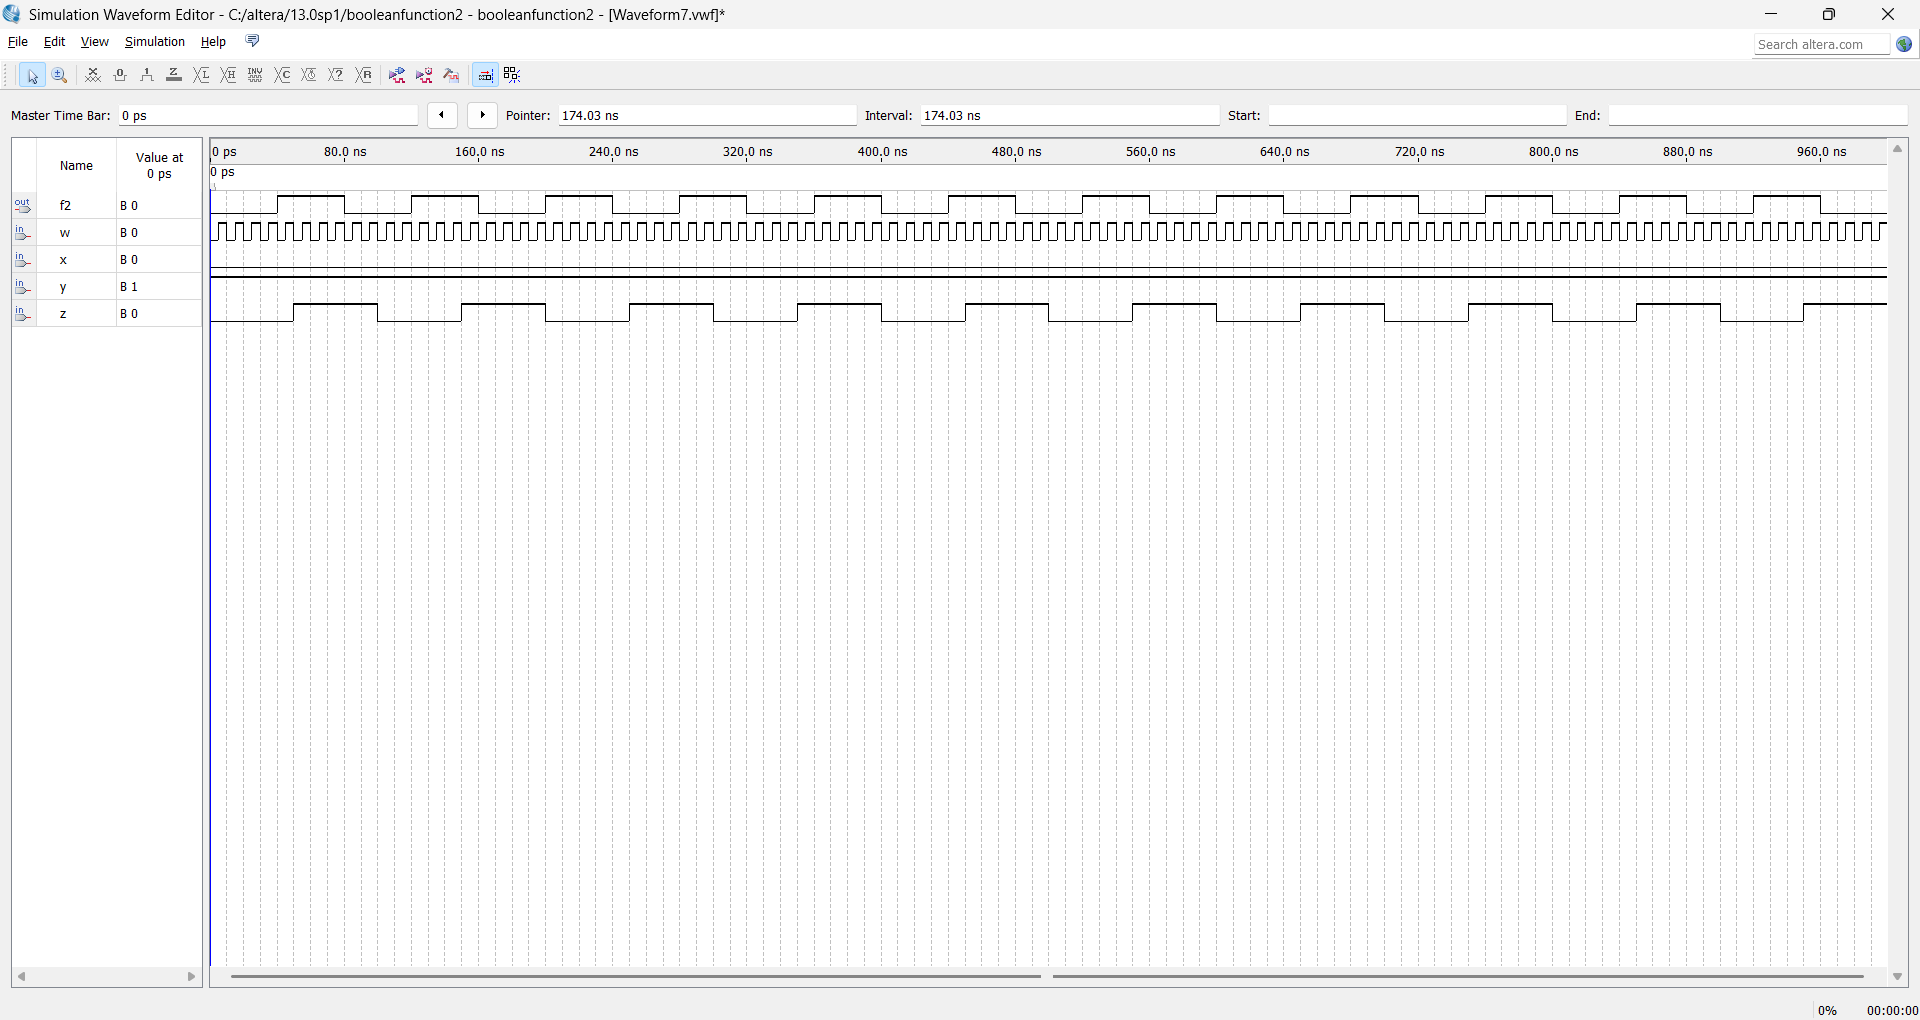 Simulation Waveform Editor - C:/altera/13.0sp1/booleanfunction2 - booleanfunction2 - [Waveform7.vwf]*
File Edit View Simulation Help
Search altera.com
Master Time Bar: 0 ps Pointer: 174.03 ns Interval: 174.03 ns Start: End:
Name Value at 0 ps
0 ps 80.0 ns 160.0 ns 240.0 ns 320.0 ns 400.0 ns 480.0 ns 560.0 ns 640.0 ns 720.0 ns 800.0 ns 880.0 ns 960.0 ns
0 ps
out f2 B 0
in w B 0
in x B 0
in y B 1
in z B 0
0% 00:00:00